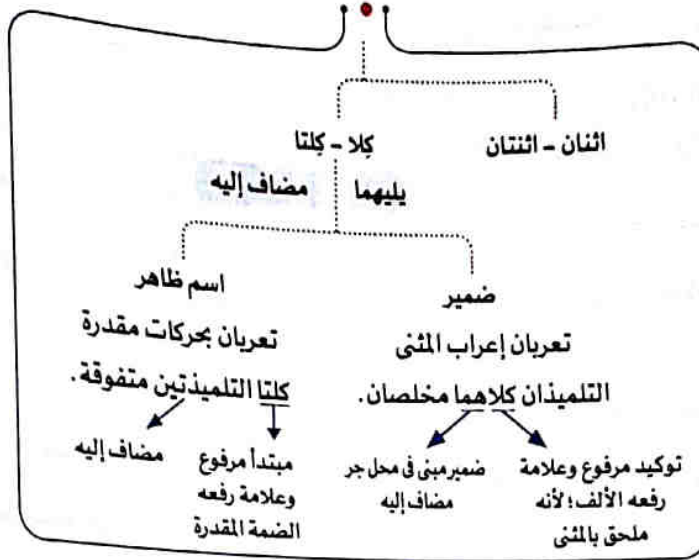 اثنان - اثنتان
كِلا - كِلتا
يليهما مضاف إليه
ضمير
تعربان إعراب المثنى
التلميذان كلاهما مخلصان.
توكيد مرفوع وعلامة
رفعه الألف؛ لأنه
ملحق بالمثنى
ضمير مبنى فى محل جر
مضاف إليه
اسم ظاهر
تعربان بحركات مقدرة
كلتا التلميذتين متفوقة.
مبتدأ مرفوع
وعلامة رفعه
الضمة المقدرة
مضاف إليه